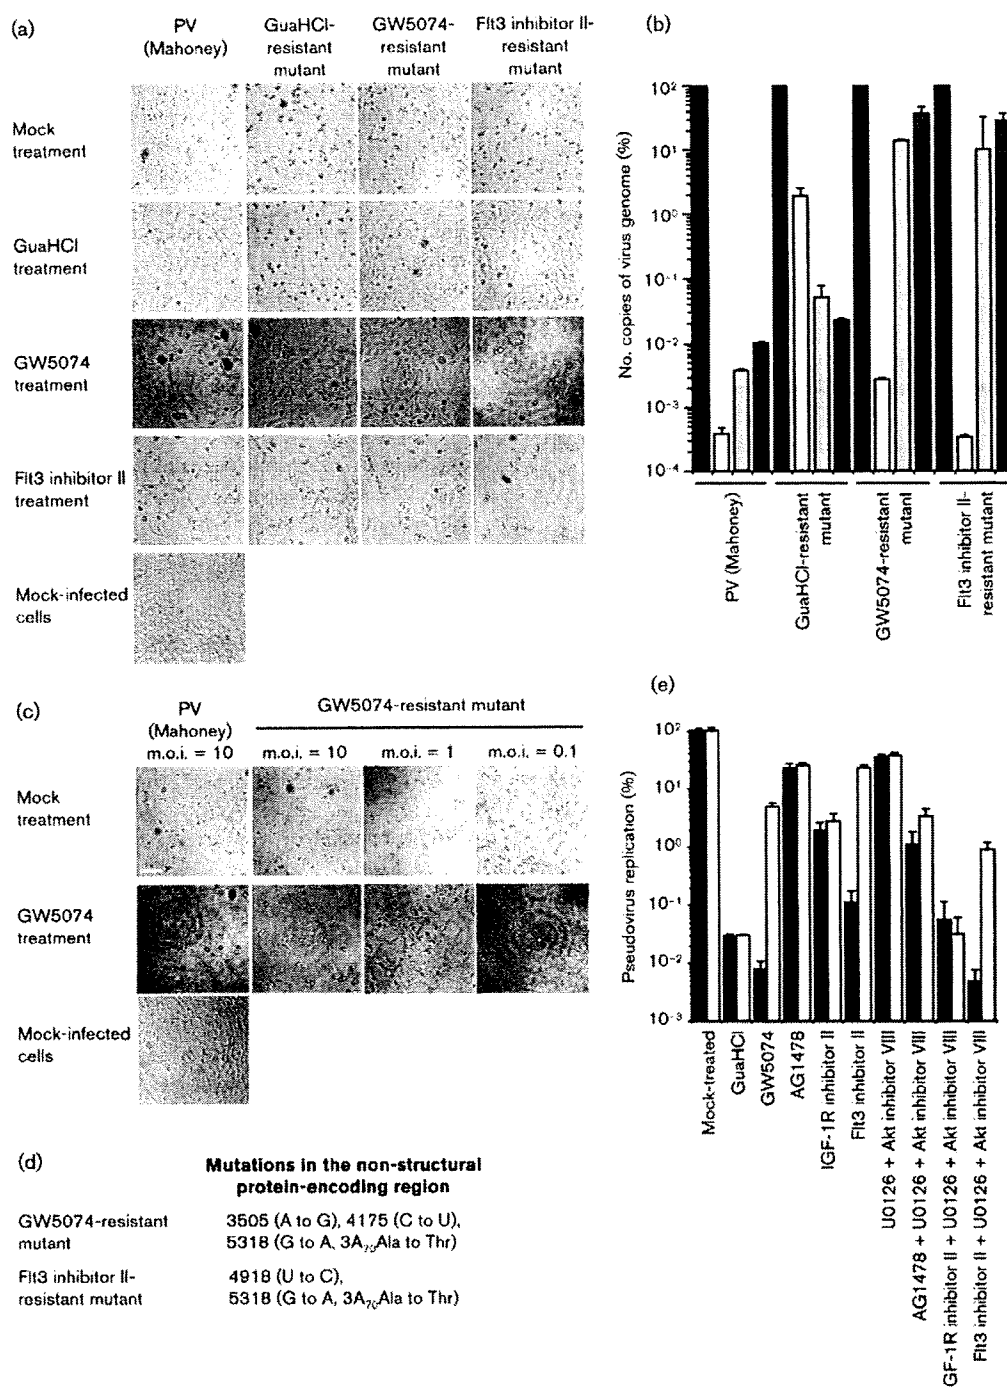 (a)
PV
(Mahoney)
GuaHCl-
resistant
mutant
GW5074-
resistant
mutant
Flt3 inhibitor II-
resistant
mutant
Mock
treatment
GuaHCl
treatment
GW5074
treatment
Flt3 inhibitor II
treatment
Mock-infected
cells
(b)
No. copies of virus genome (%)
10²
10¹
10⁰
10⁻¹
10⁻²
10⁻³
10⁻⁴
PV (Mahoney)
GuaHCl-resistant
mutant
GW5074-resistant
mutant
Flt3 inhibitor II-
resistant mutant
(c)
PV
(Mahoney)
m.o.i. = 10
GW5074-resistant mutant
m.o.i. = 10
m.o.i. = 1
m.o.i. = 0.1
Mock
treatment
GW5074
treatment
Mock-infected
cells
(d)
Mutations in the non-structural
protein-encoding region
GW5074-resistant
mutant
3505 (A to G), 4175 (C to U),
5318 (G to A, 3A₇₀Ala to Thr)
Flt3 inhibitor II-
resistant mutant
4918 (U to C),
5318 (G to A, 3A₇₀Ala to Thr)
(e)
Pseudovirus replication (%)
10²
10¹
10⁰
10⁻¹
10⁻²
10⁻³
Mock-treated
GuaHCl
GW5074
AG1478
IGF-1R inhibitor II
Flt3 inhibitor II
U0126 + Akt inhibitor VIII
AG1478 + U0126 + Akt inhibitor VIII
GF-1R inhibitor II + U0126 + Akt inhibitor VIII
Flt3 inhibitor II + U0126 + Akt inhibitor VIII